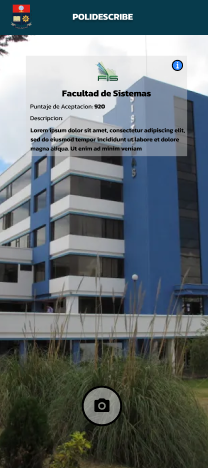 POLIDESCRIBE
FIS
Facultad de Sistemas
Puntaje de Aceptacion: 920
Descripcion:
Lorem ipsum dolor sit amet, consectetur adipiscing elit,
sed do eiusmod tempor incididunt ut labore et dolore
magna aliqua. Ut enim ad minim veniam